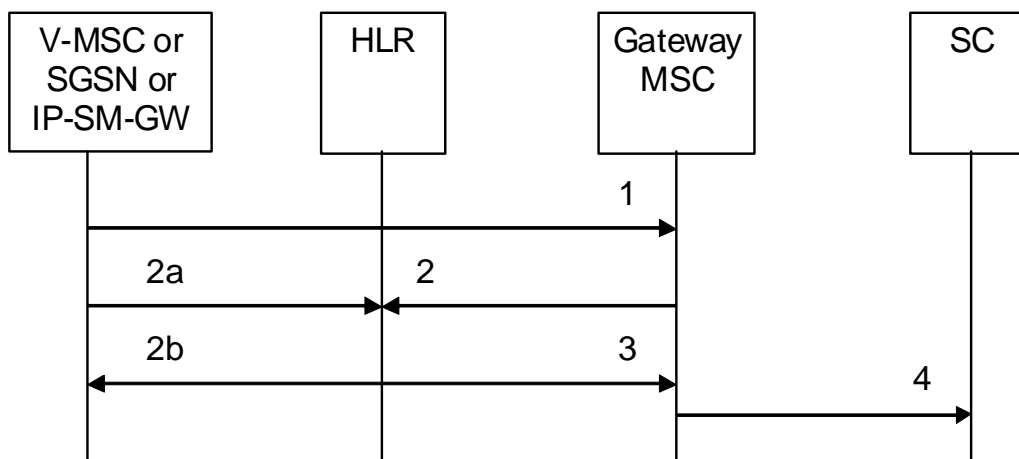 V-MSC or
SGSN or
IP-SM-GW
HLR
Gateway
MSC
SC
1
2a
2
2b
3
4